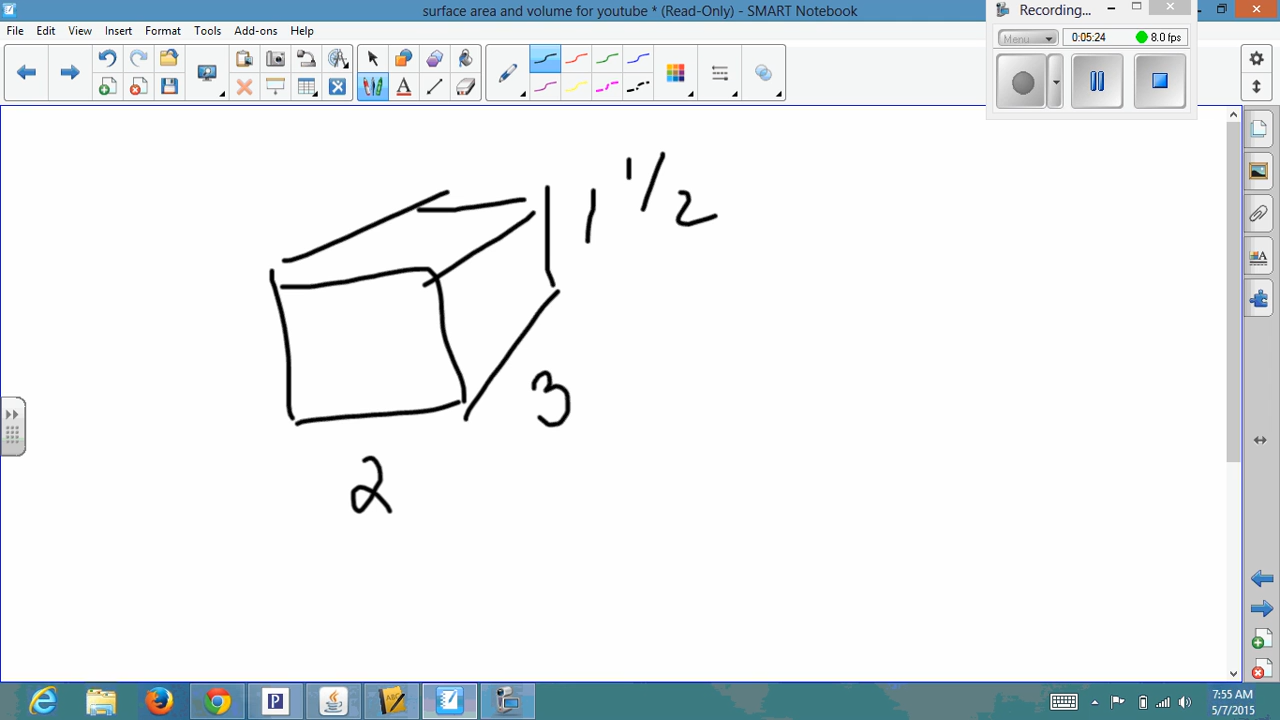 surface area and volume for youtube * (Read-Only) - SMART Notebook
Recording...
File Edit View Insert Format Tools Add-ons Help
Menu 0:05:24 8.0 fps
A
1 1/2
3
2
P
ABC
7:55 AM
5/7/2015